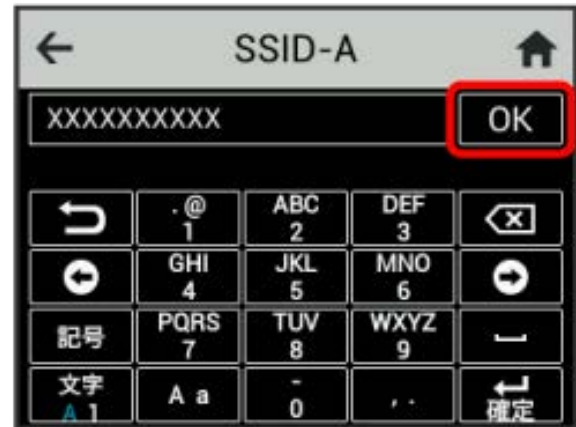 SSID-A
XXXXXXXXXX OK
.@ ABC DEF
1 2 3
GHI JKL MNO
4 5 6
記号 PQRS TUV WXYZ
7 8 9
文字 A a - , .
A 1 0 確定